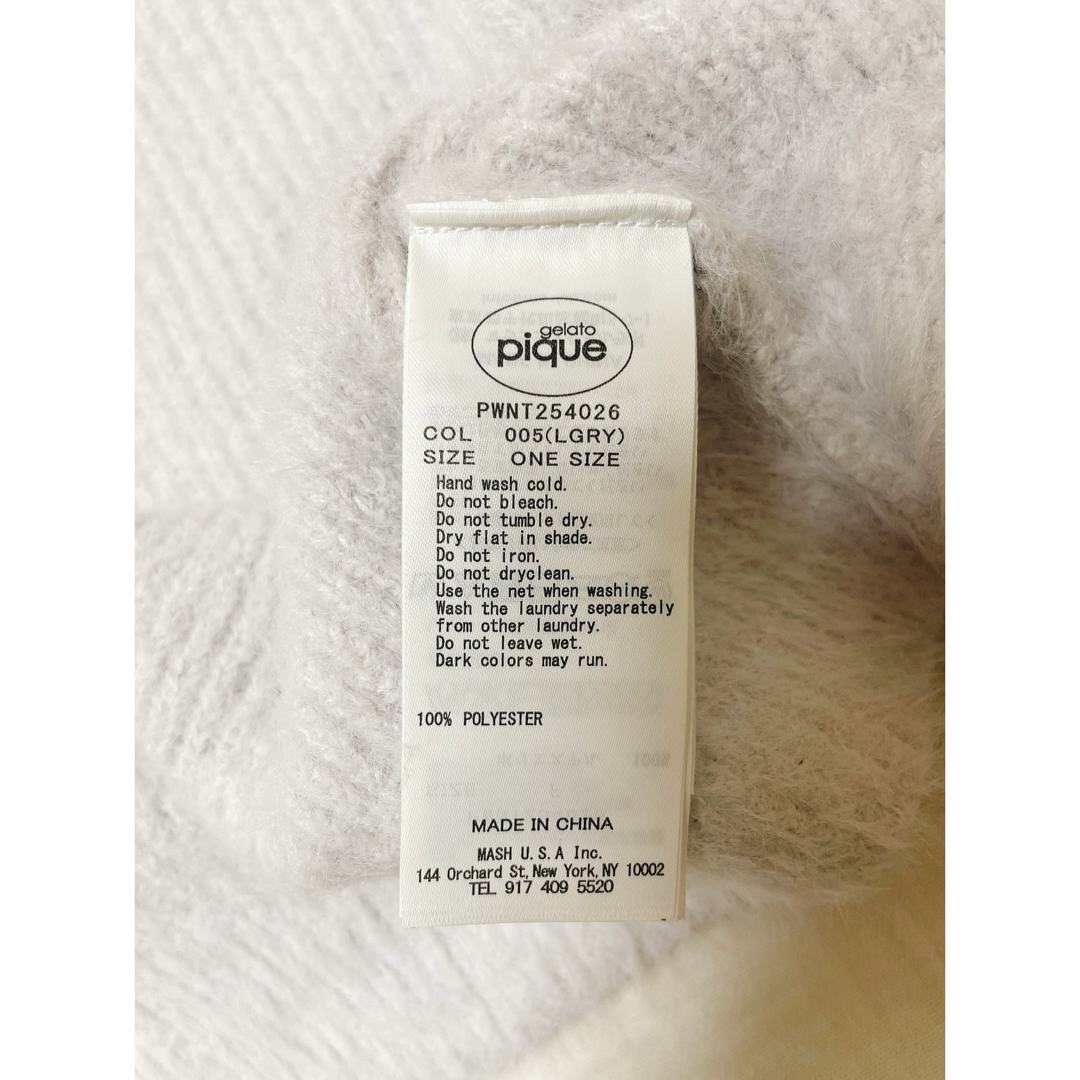 gelato
pique
PWNT254026
COL 005(LGRY)
SIZE ONE SIZE
Hand wash cold.
Do not bleach.
Do not tumble dry.
Dry flat in shade.
Do not iron.
Do not dryclean.
Use the net when washing.
Wash the laundry separately
from other laundry.
Do not leave wet.
Dark colors may run.
100% POLYESTER
MADE IN CHINA
MASH U.S.A Inc.
144 Orchard St,New York,NY 10002
TEL 917 409 5520